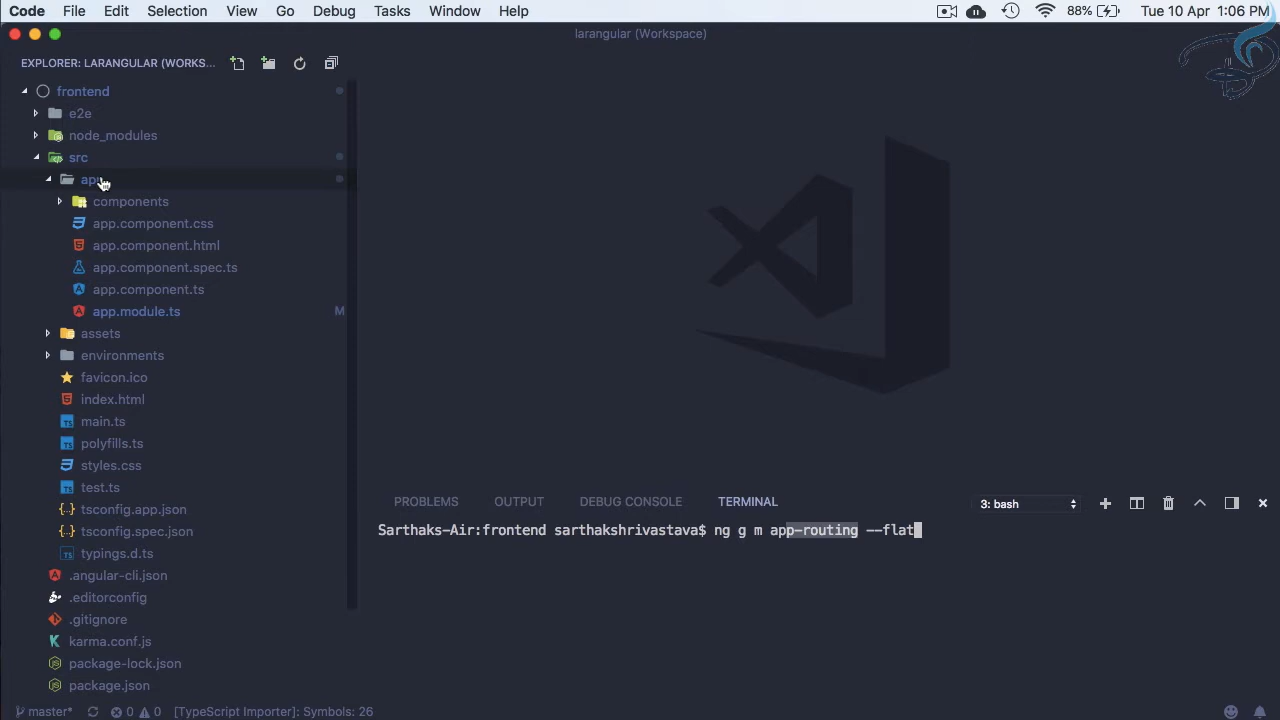 Code File Edit Selection View Go Debug Tasks Window Help 88% Tue 10 Apr 1:06 PM
larangular (Workspace)
EXPLORER: LARANGULAR (WORKS...
frontend
e2e
node_modules
src
app
components
app.component.css
app.component.html
app.component.spec.ts
app.component.ts
app.module.ts M
assets
environments
favicon.ico
index.html
main.ts
polyfills.ts
styles.css
test.ts
tsconfig.app.json
tsconfig.spec.json
typings.d.ts
.angular-cli.json
.editorconfig
.gitignore
karma.conf.js
package-lock.json
package.json
PROBLEMS OUTPUT DEBUG CONSOLE TERMINAL 3: bash
Sarthaks-Air:frontend sarthakshrivastava$ ng g m app-routing --flat
master* 0 0 [TypeScript Importer]: Symbols: 26